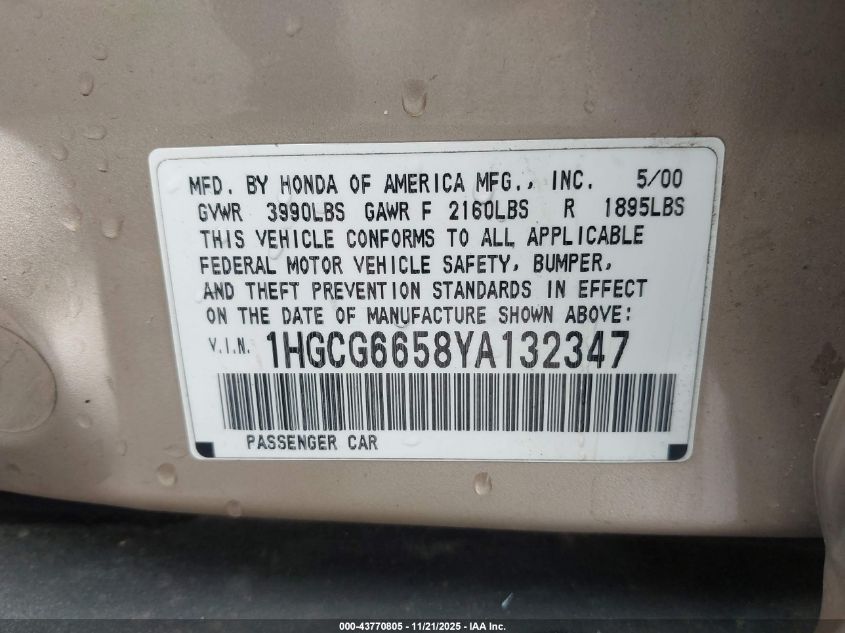 MFD. BY HONDA OF AMERICA MFG., INC. 5/00
GVWR 3990LBS GAWR F 2160LBS R 1895LBS
THIS VEHICLE CONFORMS TO ALL APPLICABLE
FEDERAL MOTOR VEHICLE SAFETY, BUMPER,
AND THEFT PREVENTION STANDARDS IN EFFECT
ON THE DATE OF MANUFACTURE SHOWN ABOVE:
V.I.N. 1HGCG6658YA132347
PASSENGER CAR
000-43770805 - 11/21/2025 - IAA Inc.